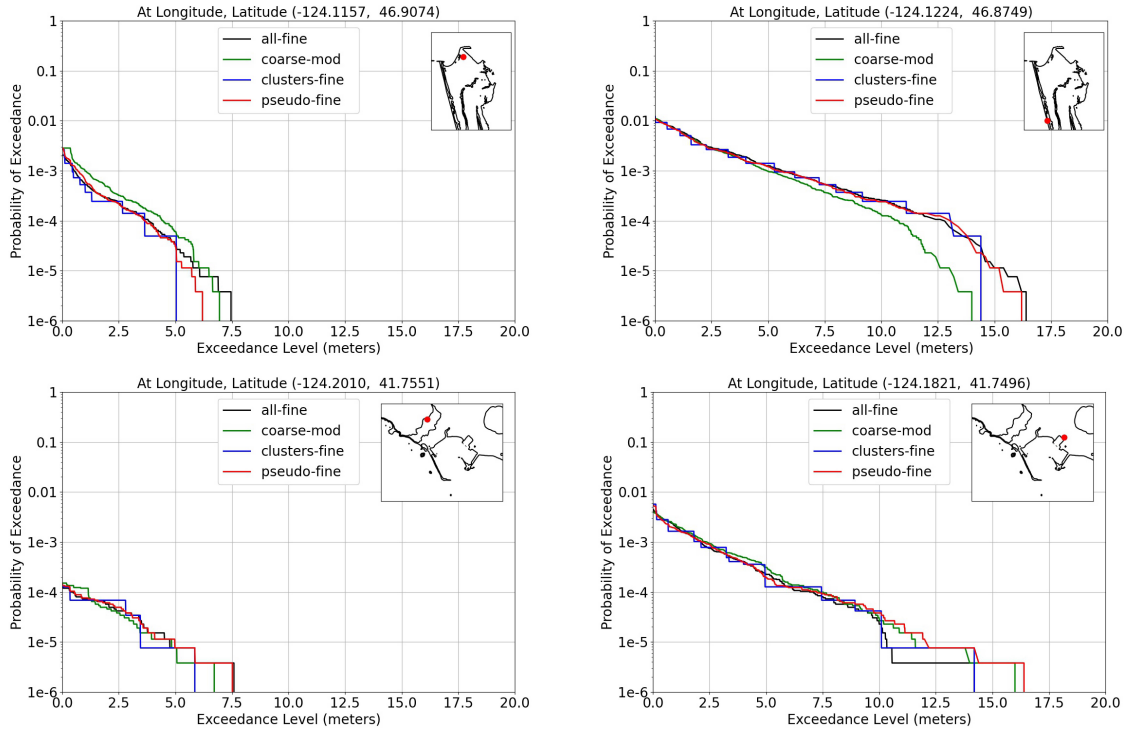 At Longitude, Latitude (-124.1157, 46.9074)
1
0.1
0.01
1e-3
1e-4
1e-5
1e-6
Probability of Exceedance
all-fine
coarse-mod
clusters-fine
pseudo-fine
0.0 2.5 5.0 7.5 10.0 12.5 15.0 17.5 20.0
Exceedance Level (meters)
At Longitude, Latitude (-124.1224, 46.8749)
1
0.1
0.01
1e-3
1e-4
1e-5
1e-6
Probability of Exceedance
all-fine
coarse-mod
clusters-fine
pseudo-fine
0.0 2.5 5.0 7.5 10.0 12.5 15.0 17.5 20.0
Exceedance Level (meters)
At Longitude, Latitude (-124.2010, 41.7551)
1
0.1
0.01
1e-3
1e-4
1e-5
1e-6
Probability of Exceedance
all-fine
coarse-mod
clusters-fine
pseudo-fine
0.0 2.5 5.0 7.5 10.0 12.5 15.0 17.5 20.0
Exceedance Level (meters)
At Longitude, Latitude (-124.1821, 41.7496)
1
0.1
0.01
1e-3
1e-4
1e-5
1e-6
Probability of Exceedance
all-fine
coarse-mod
clusters-fine
pseudo-fine
0.0 2.5 5.0 7.5 10.0 12.5 15.0 17.5 20.0
Exceedance Level (meters)